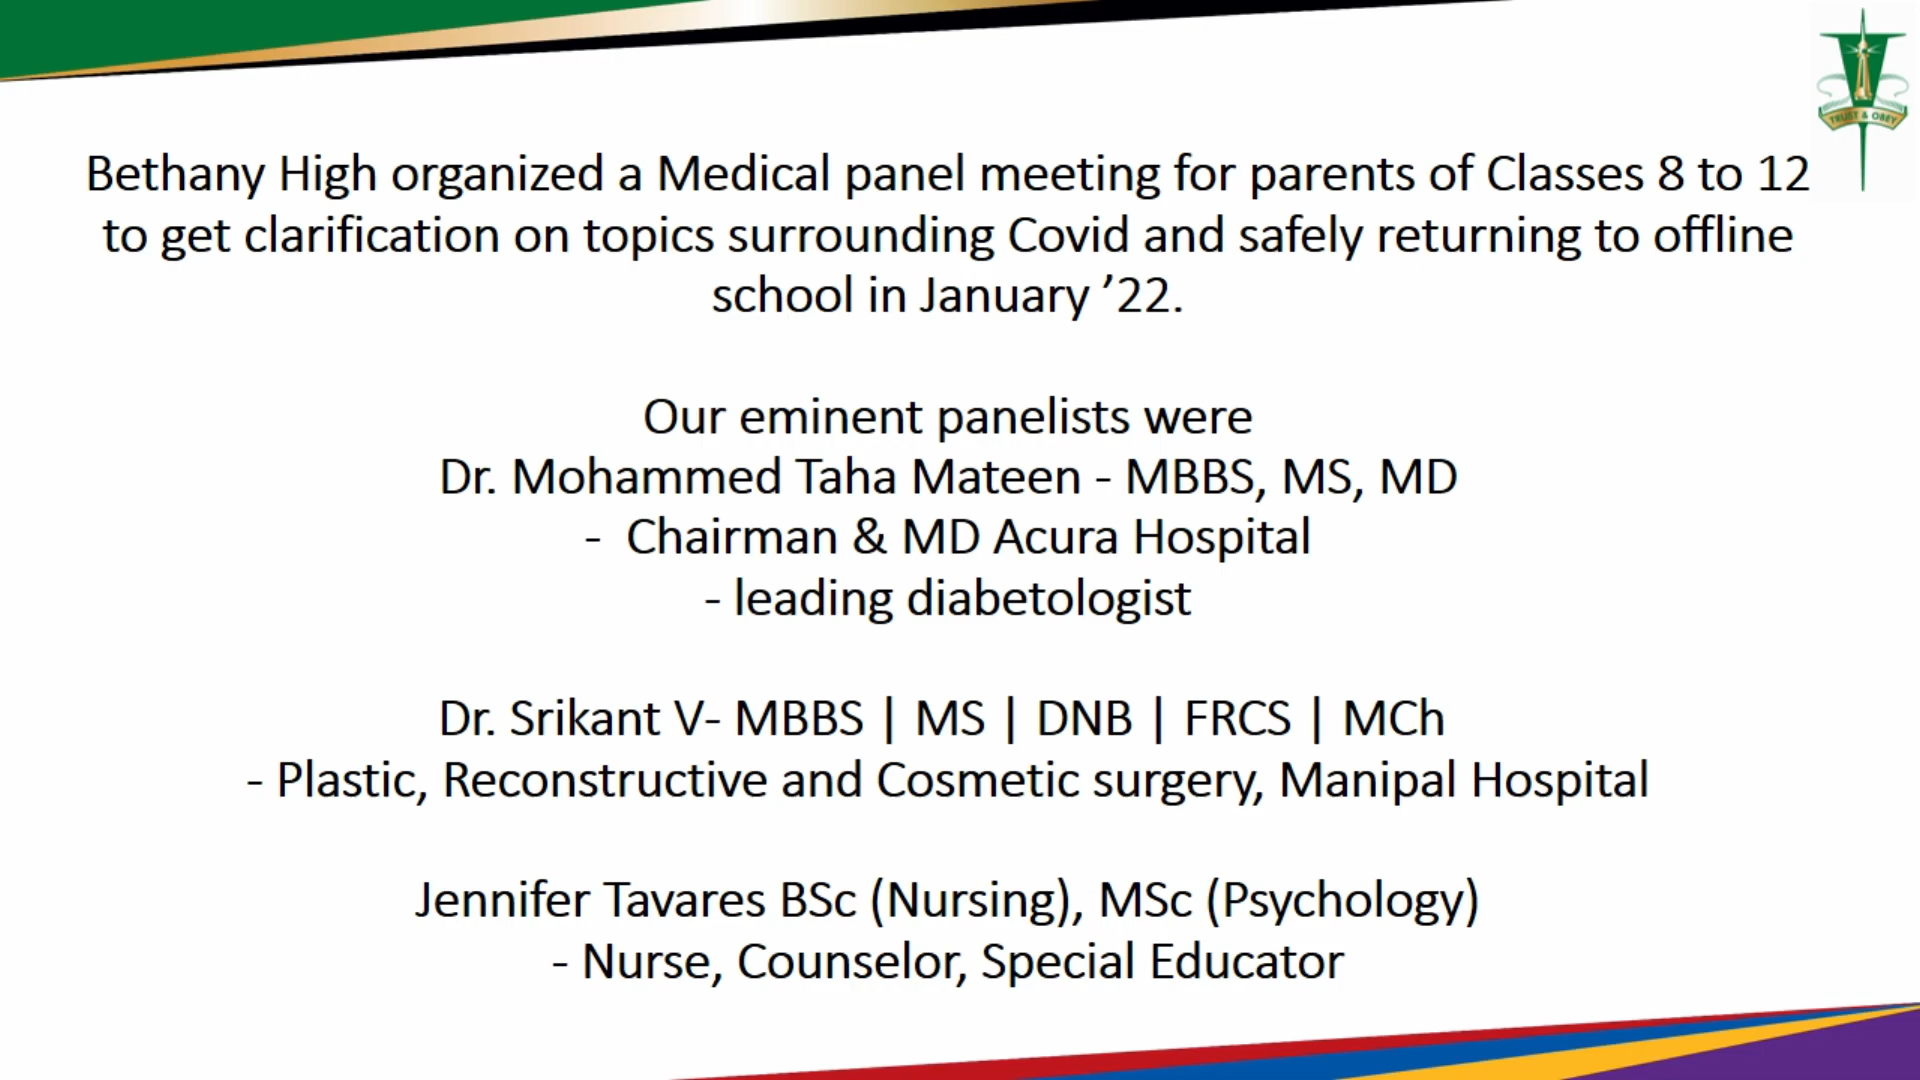 TRUST & OBEY
Bethany High organized a Medical panel meeting for parents of Classes 8 to 12
to get clarification on topics surrounding Covid and safely returning to offline
school in January ’22.
Our eminent panelists were
Dr. Mohammed Taha Mateen - MBBS, MS, MD
- Chairman & MD Acura Hospital
- leading diabetologist
Dr. Srikant V- MBBS | MS | DNB | FRCS | MCh
- Plastic, Reconstructive and Cosmetic surgery, Manipal Hospital
Jennifer Tavares BSc (Nursing), MSc (Psychology)
- Nurse, Counselor, Special Educator